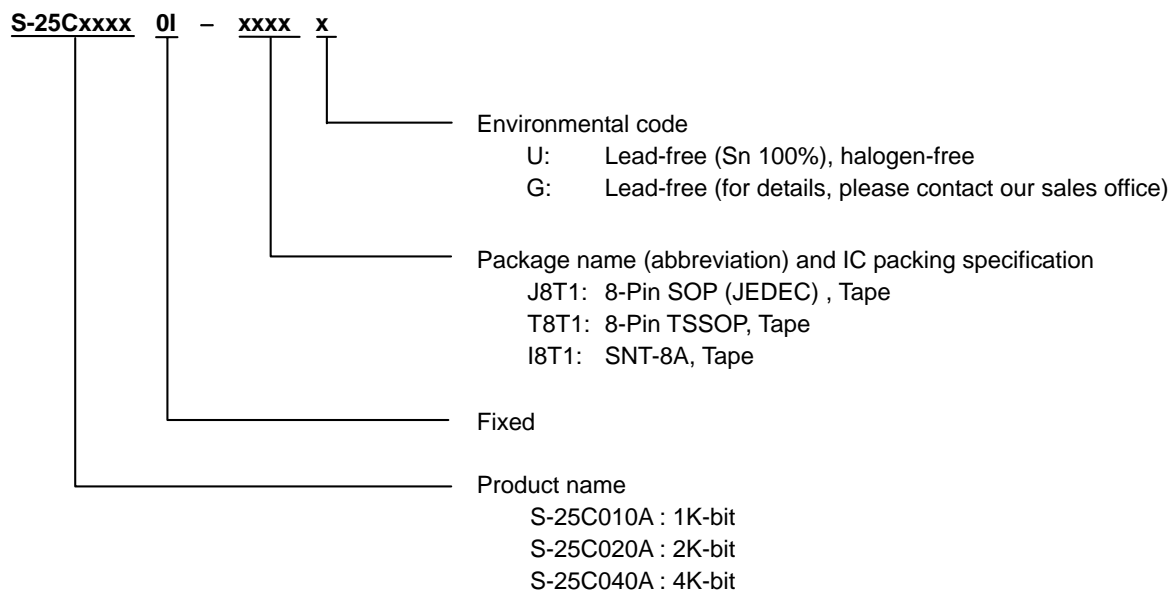 S-25Cxxxx 0I – xxxx x
Environmental code
U: Lead-free (Sn 100%), halogen-free
G: Lead-free (for details, please contact our sales office)
Package name (abbreviation) and IC packing specification
J8T1: 8-Pin SOP (JEDEC) , Tape
T8T1: 8-Pin TSSOP, Tape
I8T1: SNT-8A, Tape
Fixed
Product name
S-25C010A : 1K-bit
S-25C020A : 2K-bit
S-25C040A : 4K-bit